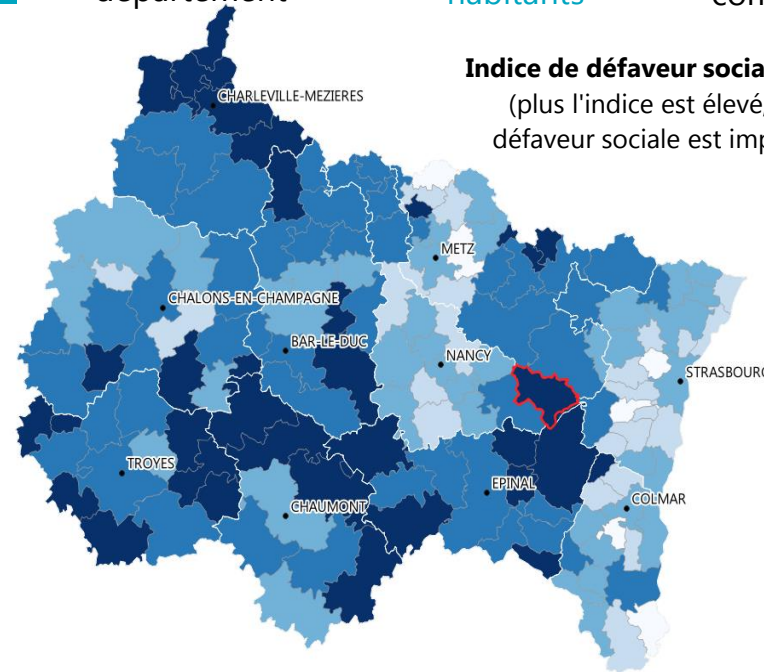 département
habitants
Indice de défaveur socia
(plus l'indice est élevé,
défaveur sociale est imp
CHARLEVILLE-MEZIERES
METZ
CHALONS-EN-CHAMPAGNE
BAR-LE-DUC
NANCY
STRASBOURG
TROYES
EPINAL
CHAUMONT
COLMAR